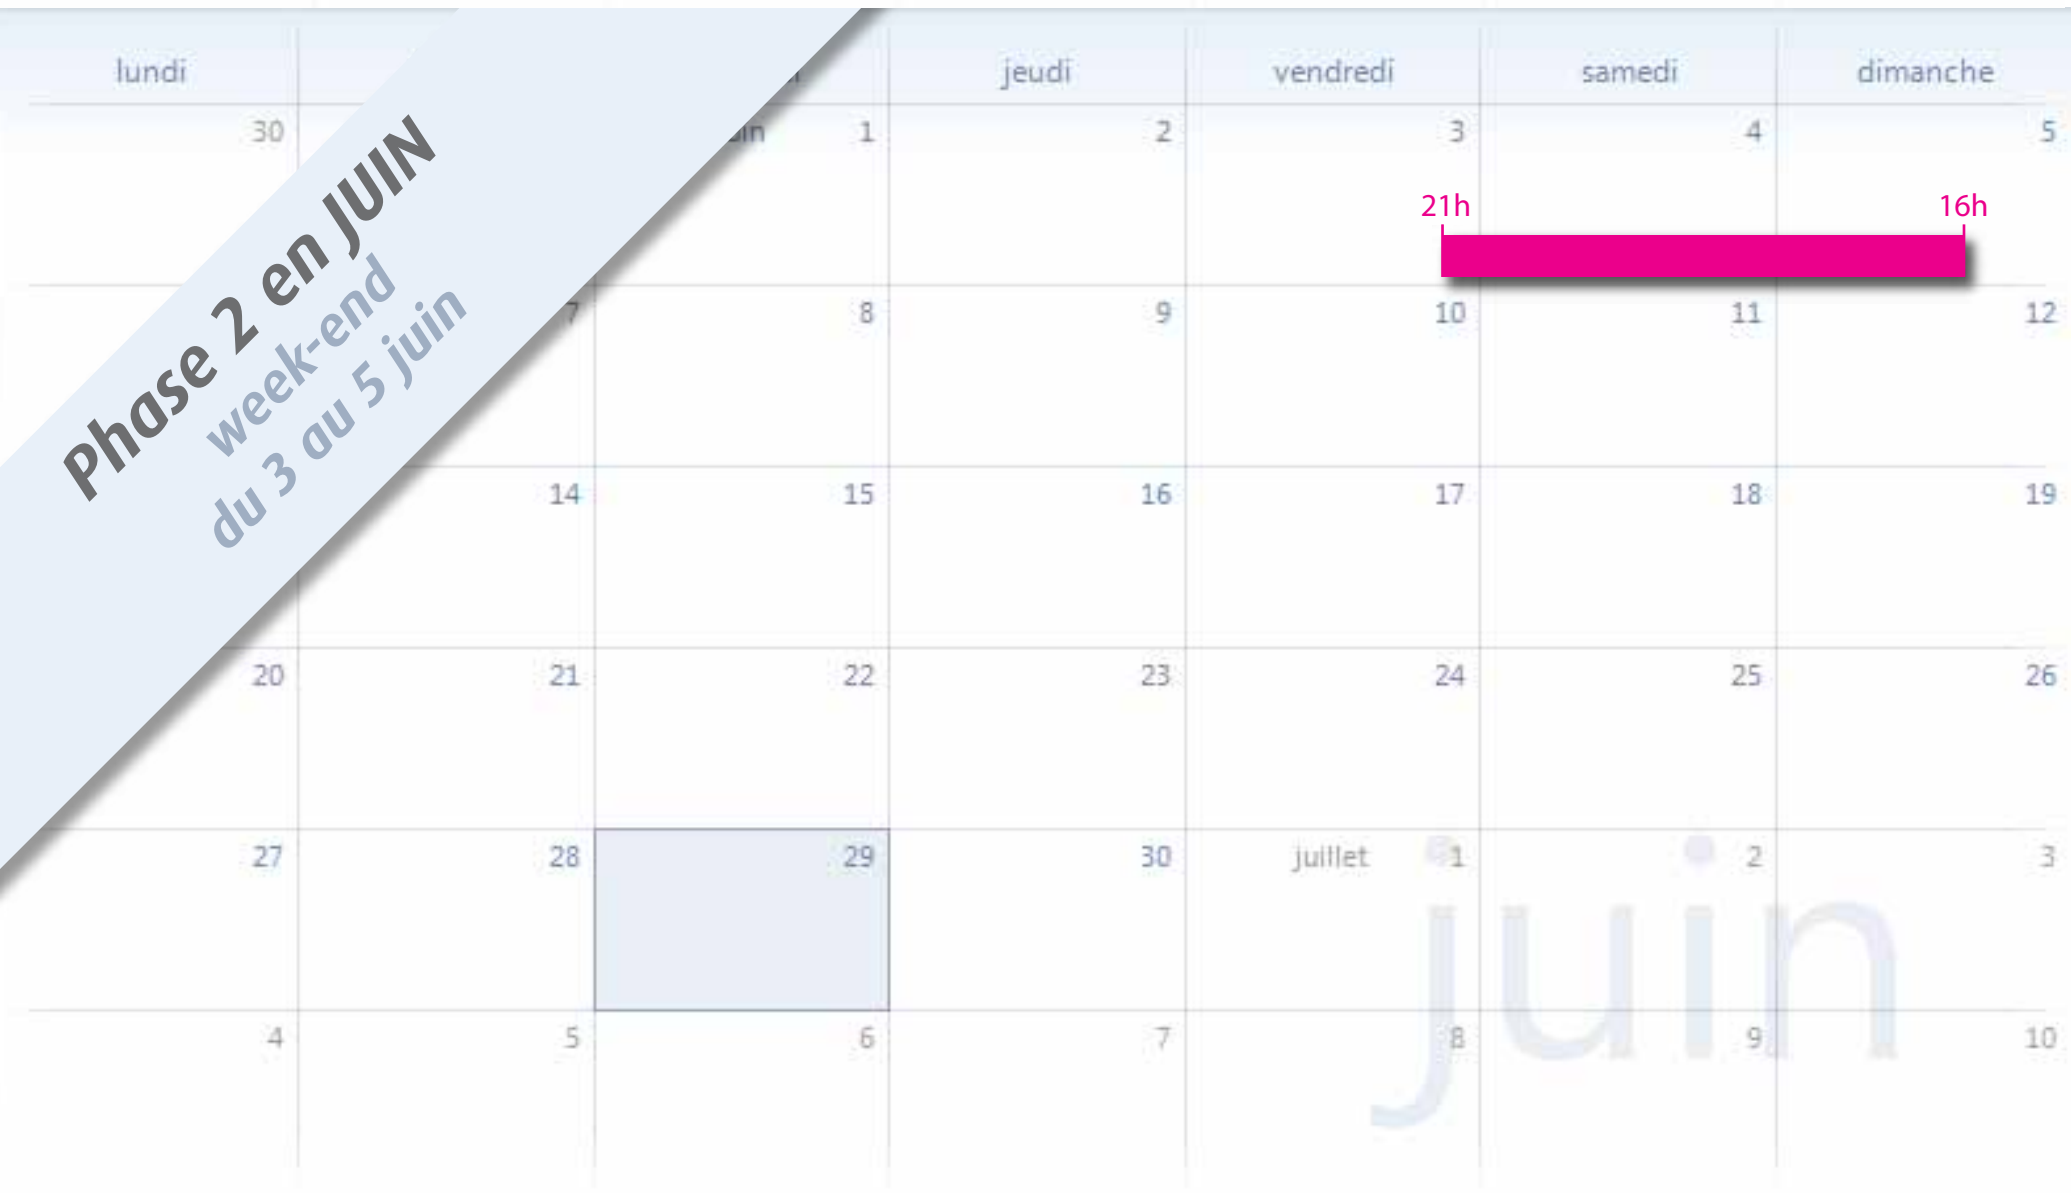 lundi jeudi vendredi samedi dimanche
30 1 2 3 4 5
21h 16h
Phase 2 en JUIN
week-end
du 3 au 5 juin
7 8 9 10 11 12
14 15 16 17 18 19
20 21 22 23 24 25 26
27 28 29 30 juillet 1 2 3
juin
4 5 6 7 8 9 10